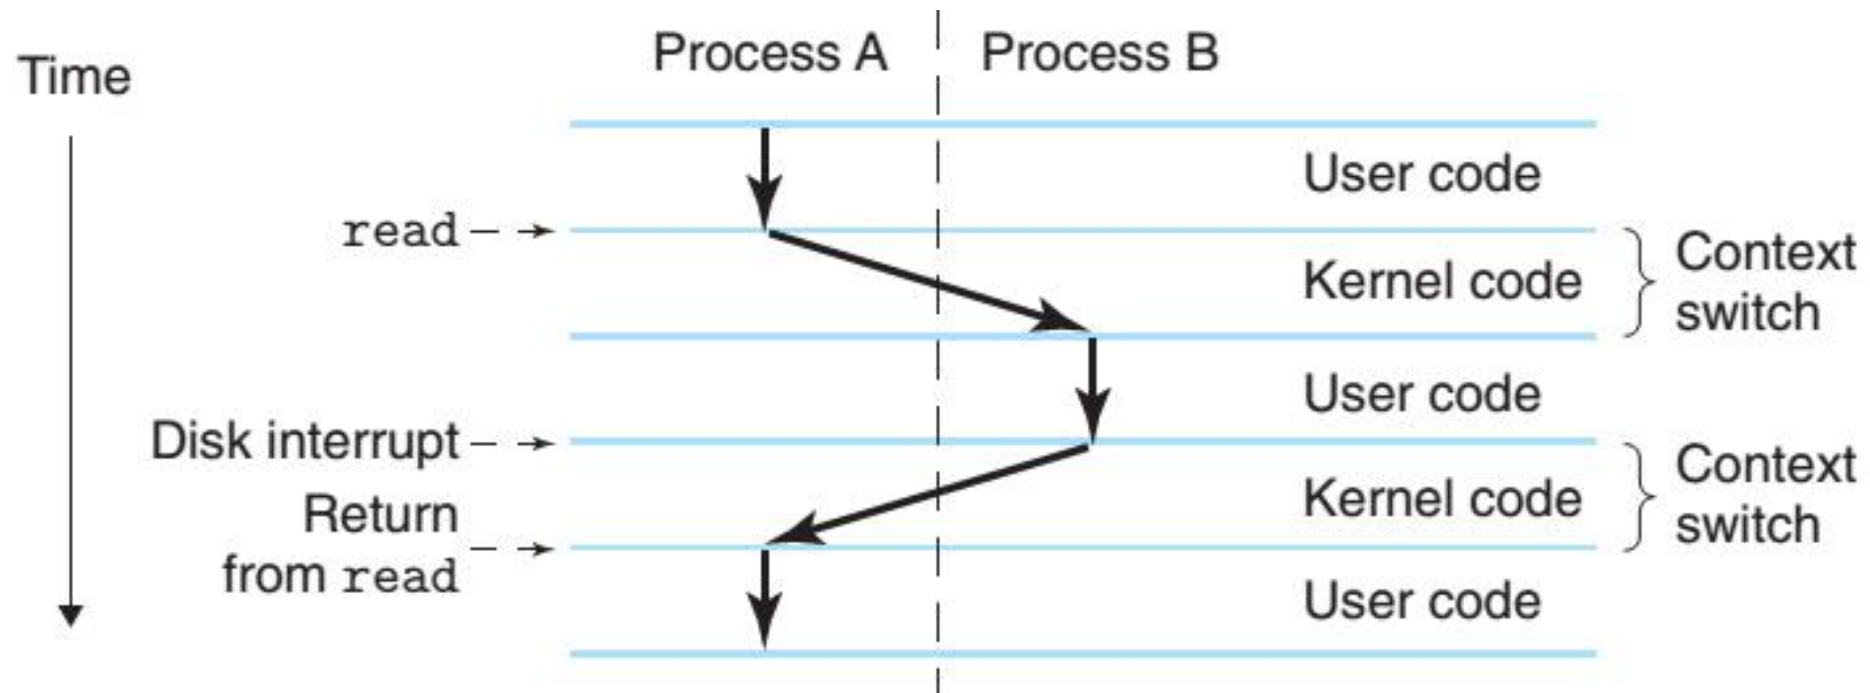 Process A Process B
Time
User code
read
Context
Kernel code
switch
User code
Disk interrupt
Context
Kernel code
Return
switch
from read
User code